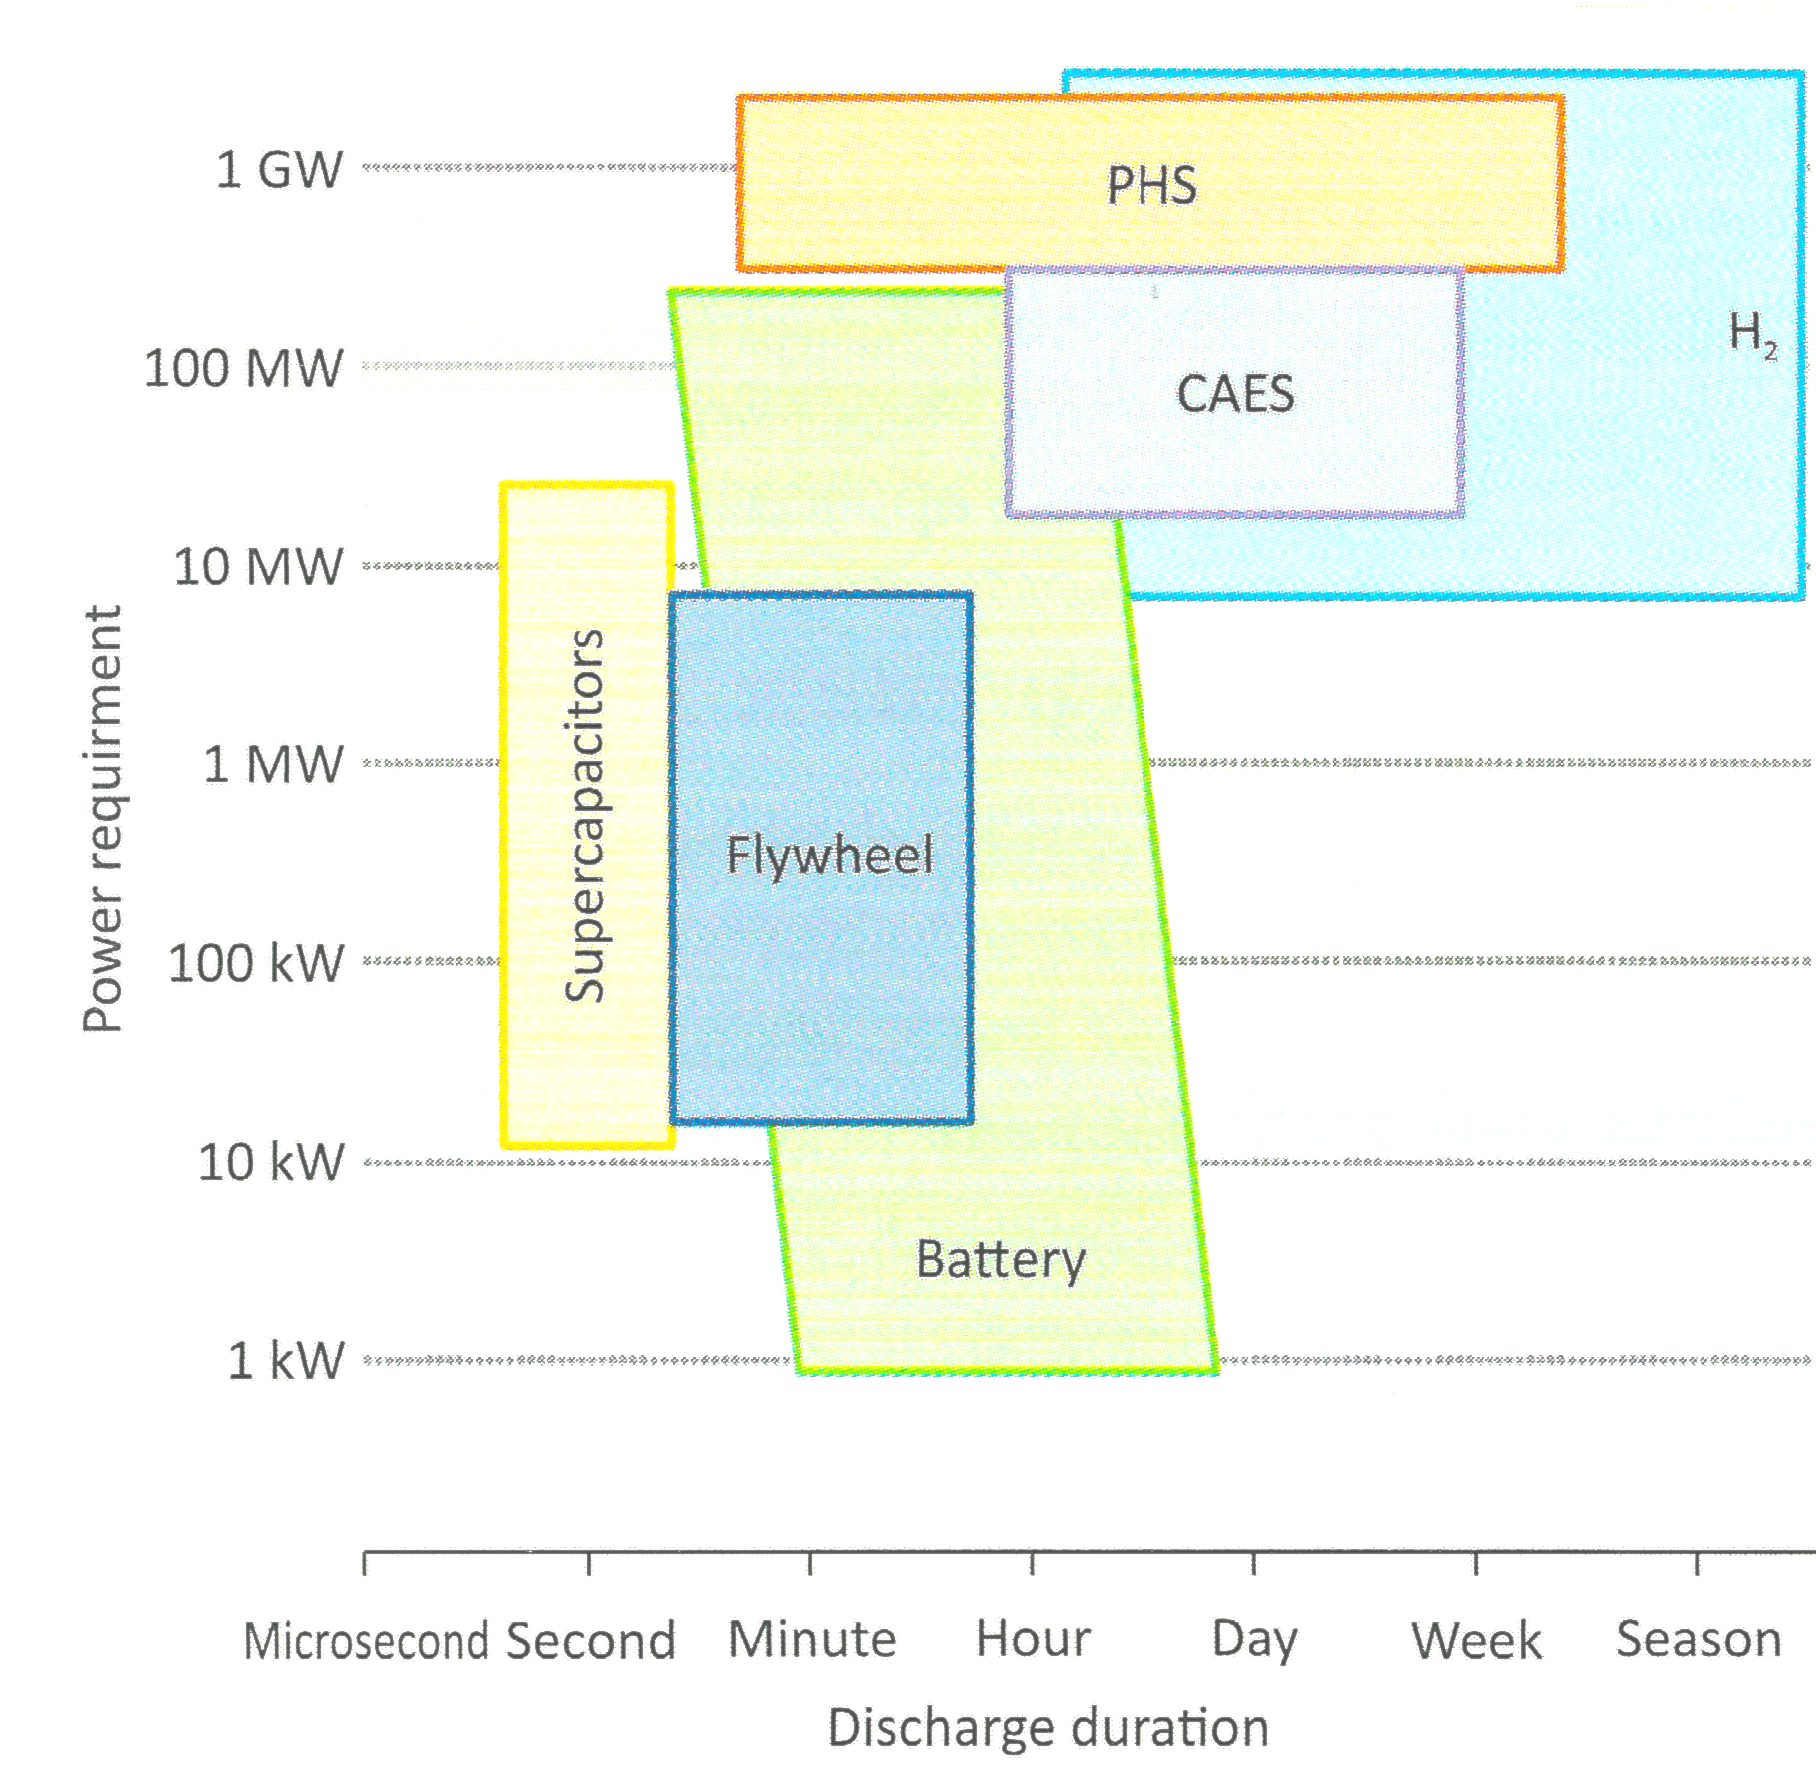 1 GW
100 MW
10 MW
1 MW
100 kW
10 kW
1 kW
Power requirment
PHS
H₂
CAES
Supercapacitors
Flywheel
Battery
Microsecond Second Minute Hour Day Week Season
Discharge duration